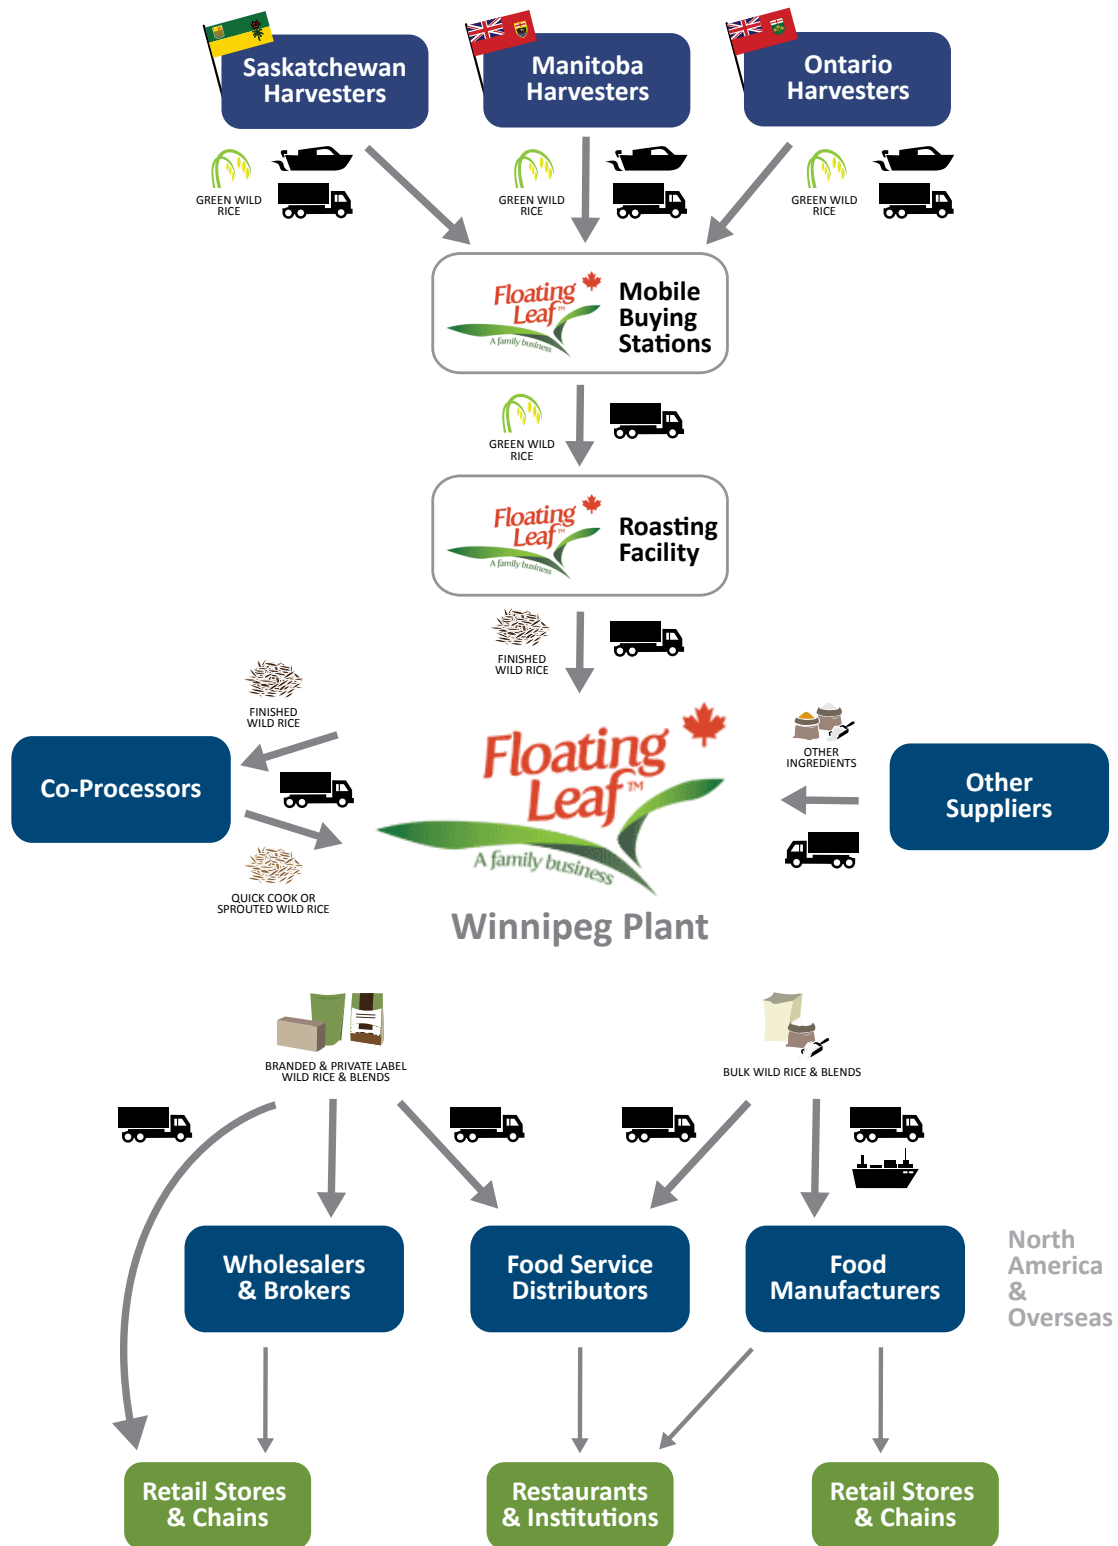 Saskatchewan
Harvesters
Manitoba
Harvesters
Ontario
Harvesters
GREEN WILD
RICE
GREEN WILD
RICE
GREEN WILD
RICE
Floating
Leaf™
A family business
Mobile
Buying
Stations
GREEN WILD
RICE
Floating
Leaf™
A family business
Roasting
Facility
FINISHED
WILD RICE
FINISHED
WILD RICE
Co-Processors
QUICK COOK OR
SPROUTED WILD RICE
Floating
Leaf™
A family business
Winnipeg Plant
OTHER
INGREDIENTS
Other
Suppliers
BRANDED & PRIVATE LABEL
WILD RICE & BLENDS
BULK WILD RICE & BLENDS
Wholesalers
& Brokers
Food Service
Distributors
Food
Manufacturers
North
America
&
Overseas
Retail Stores
& Chains
Restaurants
& Institutions
Retail Stores
& Chains